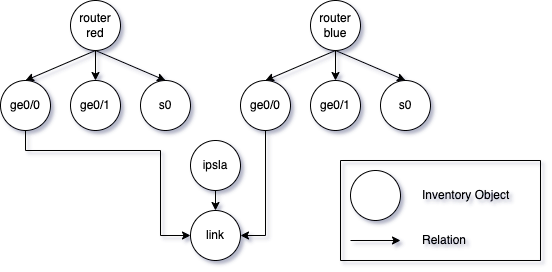 router
red
router
blue
ge0/0
ge0/1
s0
ge0/0
ge0/1
s0
ipsla
link
Inventory Object
Relation